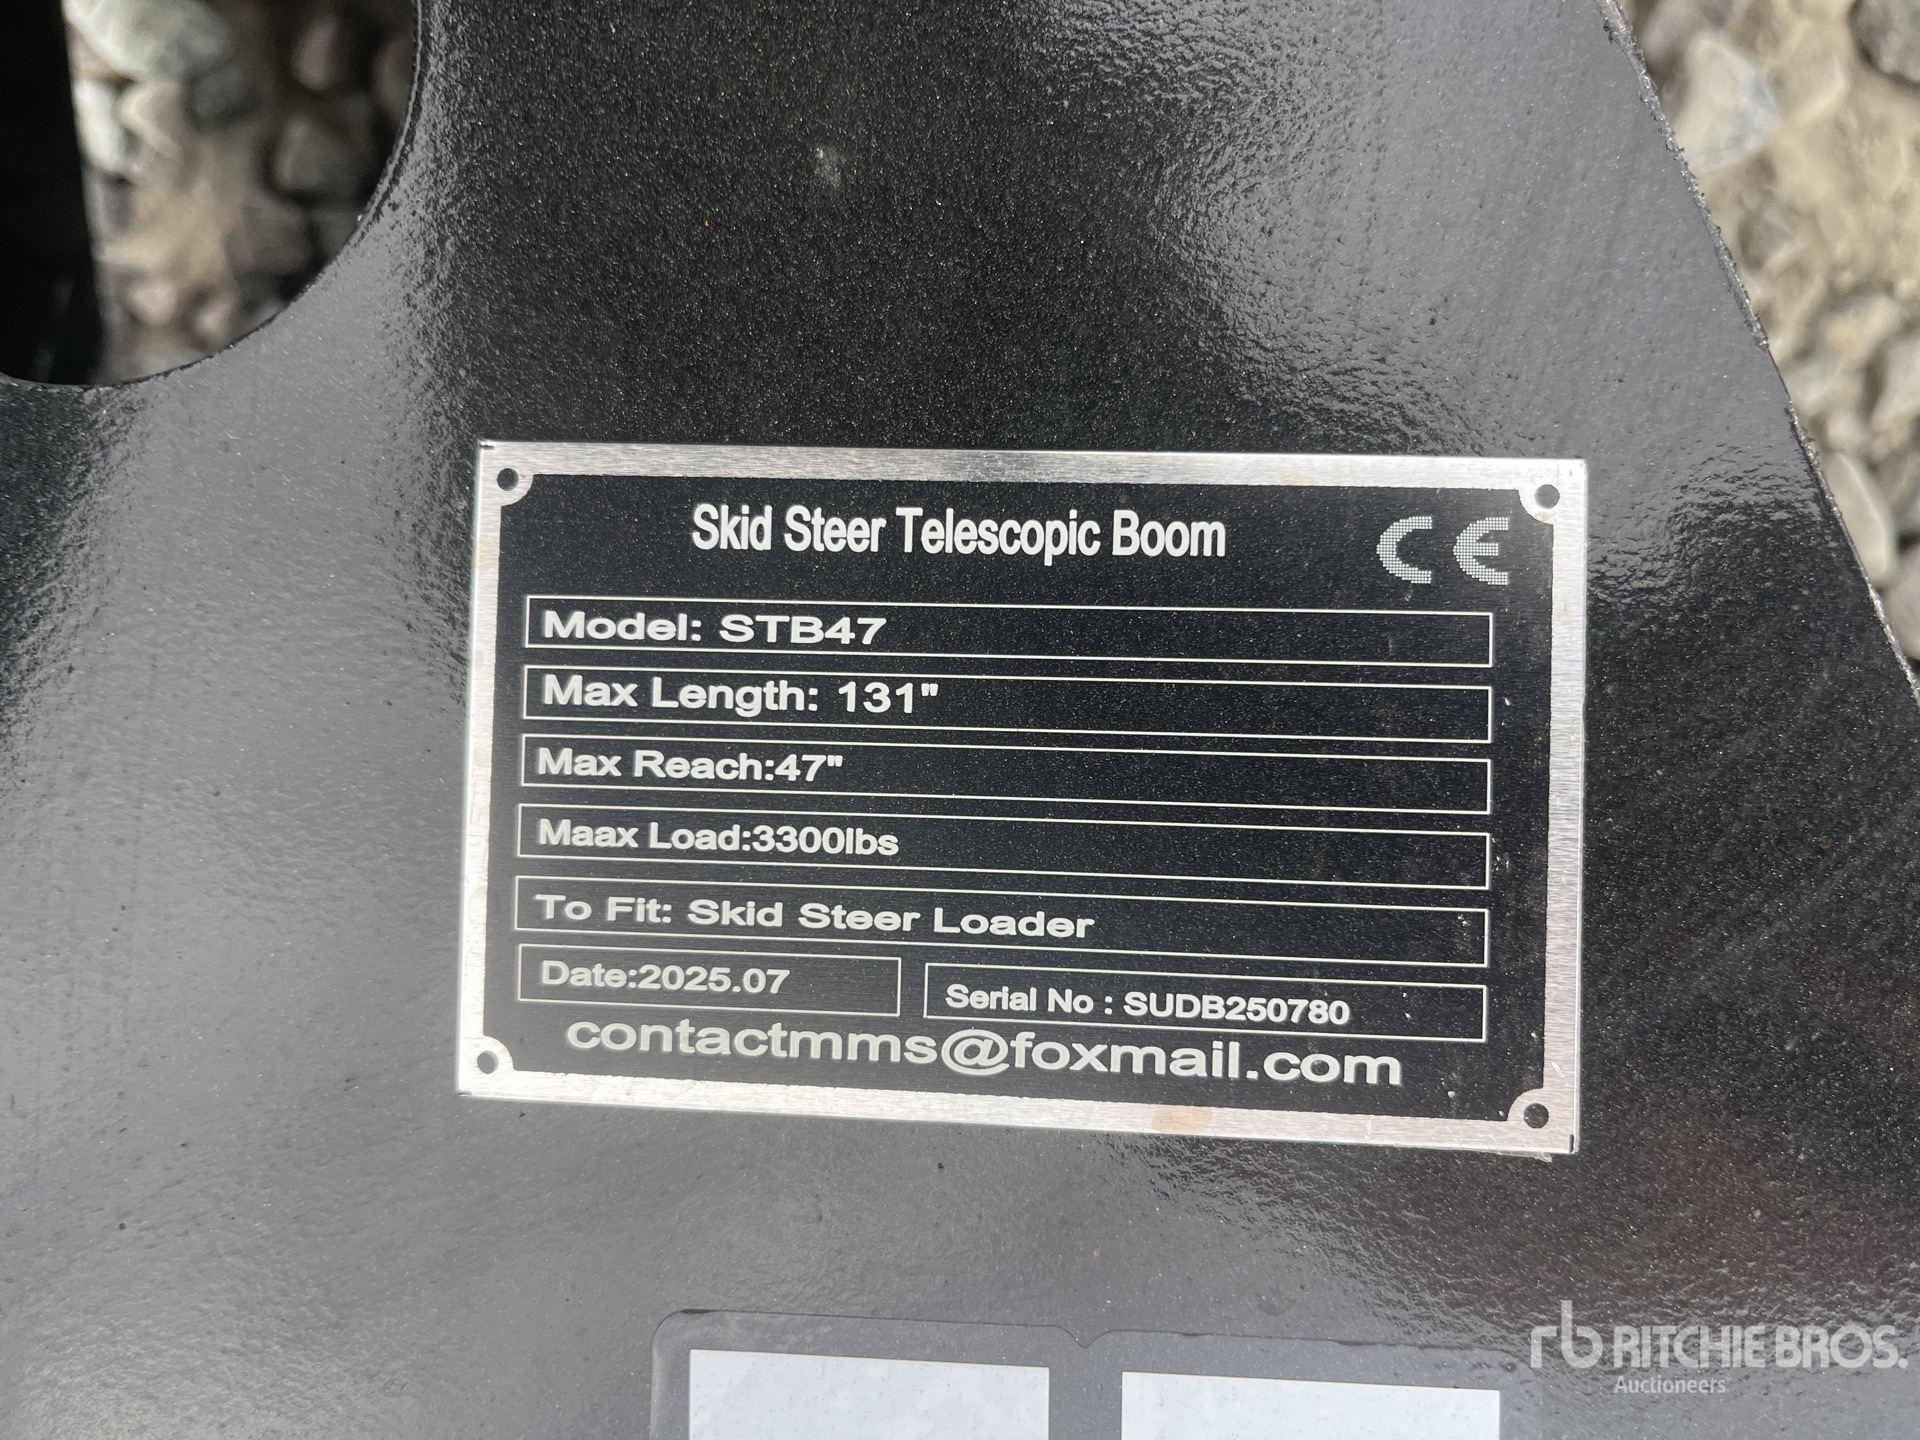 Skid Steer Telescopic Boom
CE
Model: STB47
Max Length: 131"
Max Reach:47"
Maax Load:3300lbs
To Fit: Skid Steer Loader
Date:2025.07
Serial No : SUDB250780
contactmms@foxmail.com
rb RITCHIE BROS.
Auctioneers